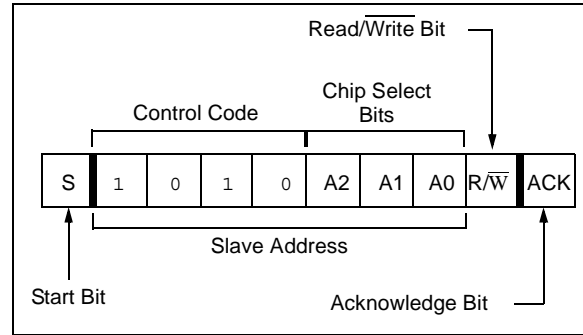 Read/Write Bit
Control Code
Chip Select
Bits
S 1 0 1 0 A2 A1 A0 R/W ACK
Slave Address
Start Bit
Acknowledge Bit